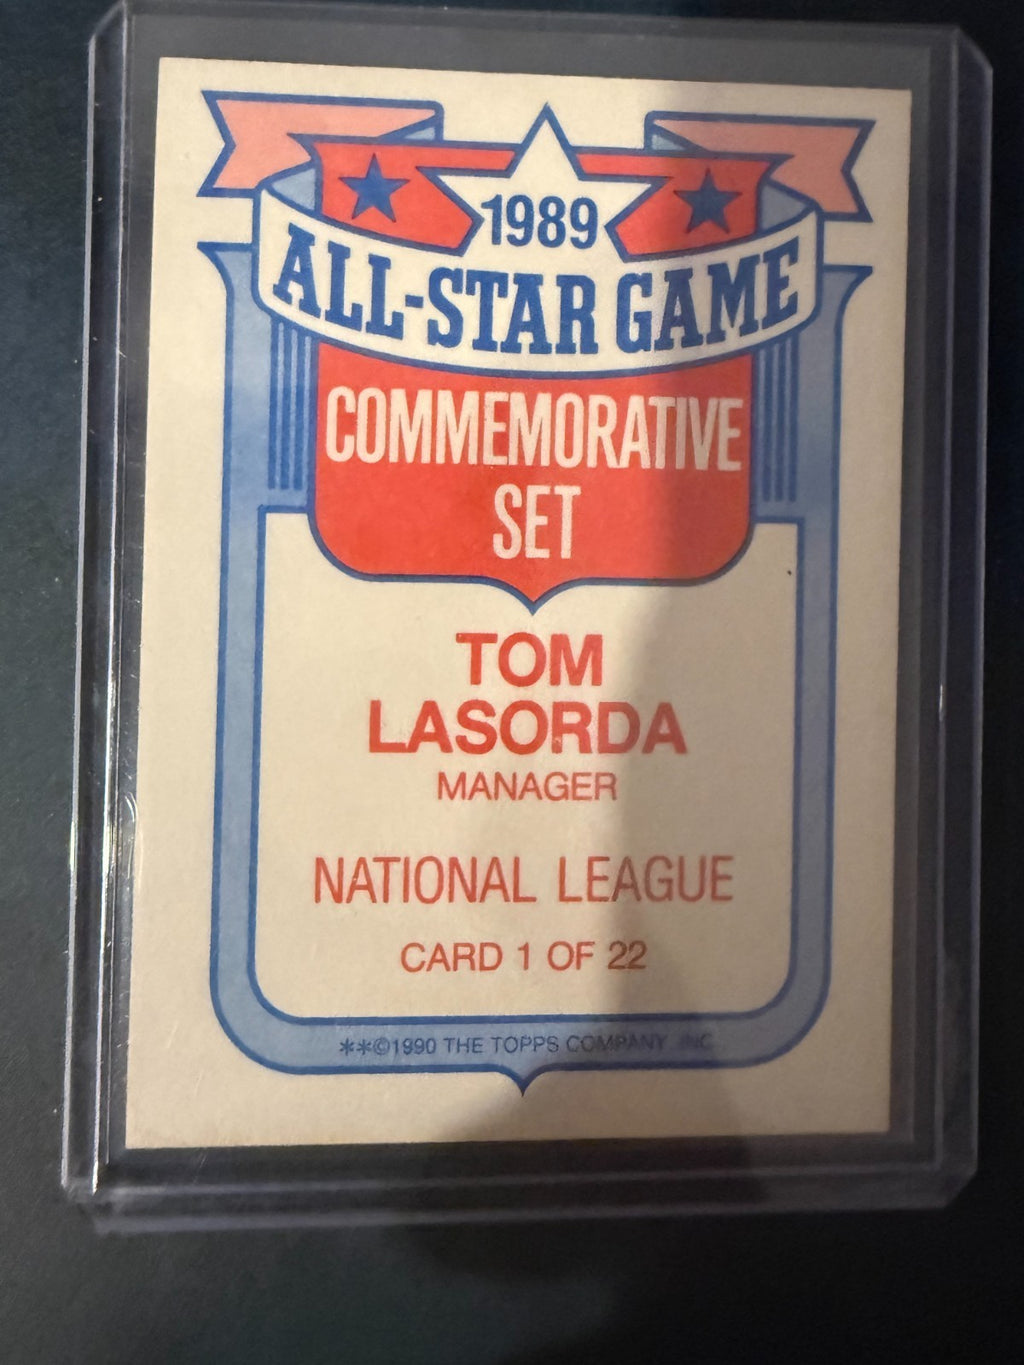 1989
ALL-STAR GAME
COMMEMORATIVE
SET
TOM
LASORDA
MANAGER
NATIONAL LEAGUE
CARD 1 OF 22
**©1990 THE TOPPS COMPANY, INC.